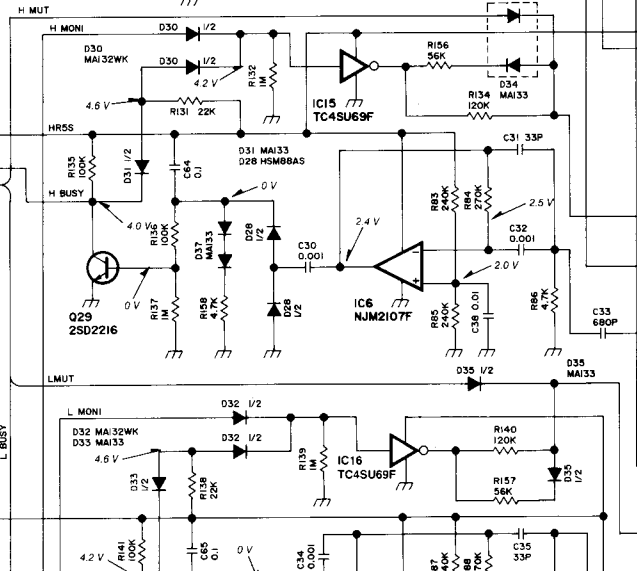 H MUT
H MONI
D30 1/2
D30
MA132WK
D30 1/2
4.2 V
R132
1M
4.6 V
R131 22K
IC15
TC4SU69F
R156
56K
D34
MA133
R134
120K
HR5S
R135
100K
D31 1/2
C64
0.1
D31 MA133
D28 HSM88AS
C31 33P
H BUSY
4.0 V
R136
100K
0 V
D37
MA133
D28
1/2
C30
0.001
2.4 V
R83
240K
R84
270K
2.5 V
C32
0.001
2.0 V
0 V
Q29
2SD2216
R137
1M
R158
4.7K
D28
1/2
IC6
NJM2107F
R85
240K
C38 0.01
R86
4.7K
C33
680P
LMUT
D35 1/2
D35
MA133
L MONI
D32 1/2
D32 MA132WK
D33 MA133
D32 1/2
4.6 V
L BUSY
D33
1/2
R138
22K
R139
1M
IC16
TC4SU69F
R140
120K
R157
56K
D35
1/2
4.2 V
R141
100K
C65
0.1
0 V
C34
0.001
87
40K
88
70K
C35
33P